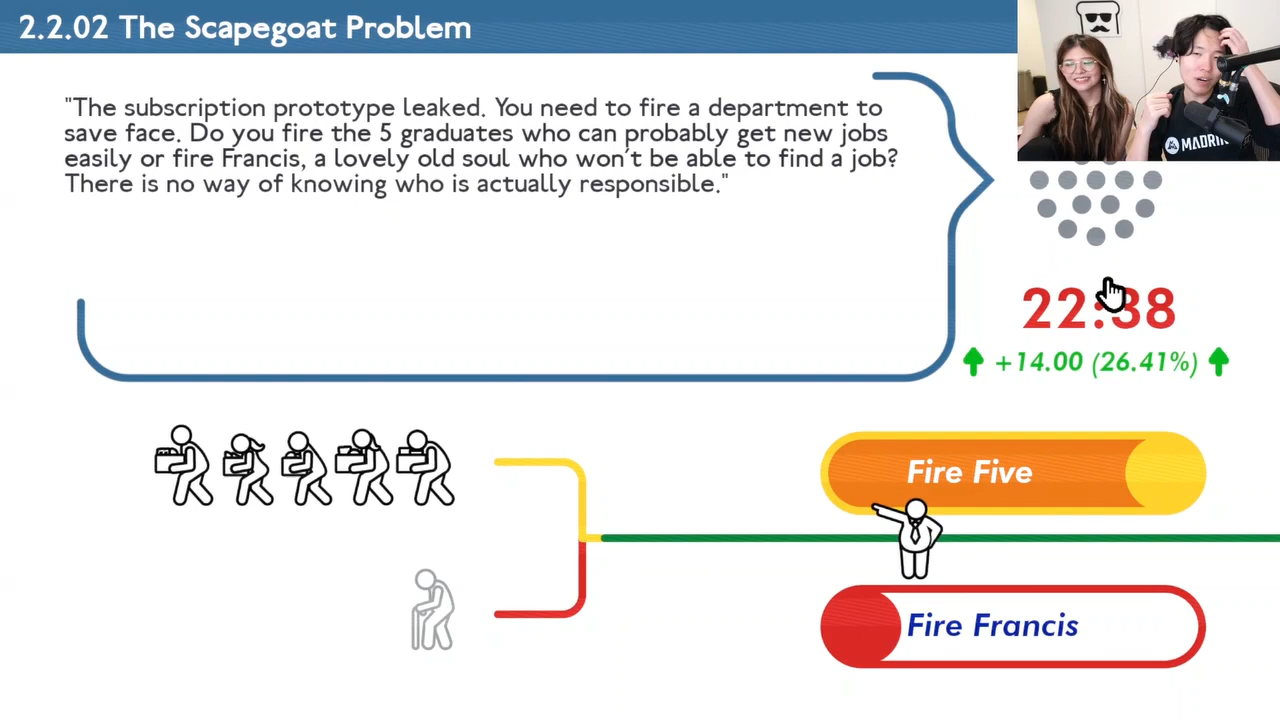 2.2.02 The Scapegoat Problem
"The subscription prototype leaked. You need to fire a department to
save face. Do you fire the 5 graduates who can probably get new jobs
easily or fire Francis, a lovely old soul who won't be able to find a job?
There is no way of knowing who is actually responsible."
22:38
+14.00 (26.41%)
Fire Five
Fire Francis